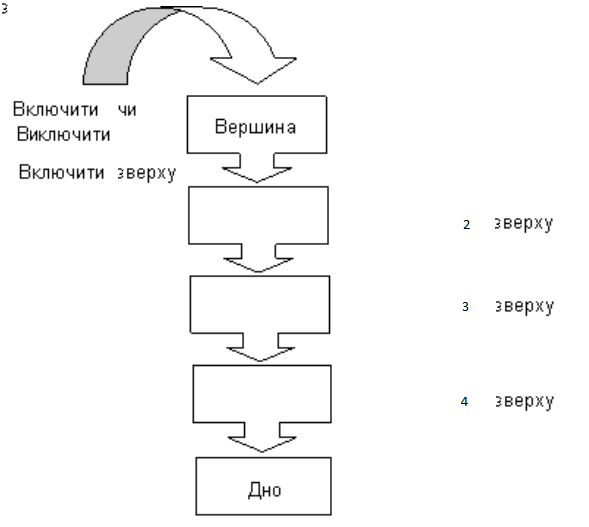 з
Включити чи
Виключити
Вершина
Включити зверху
2 зверху
3 зверху
4 зверху
Дно